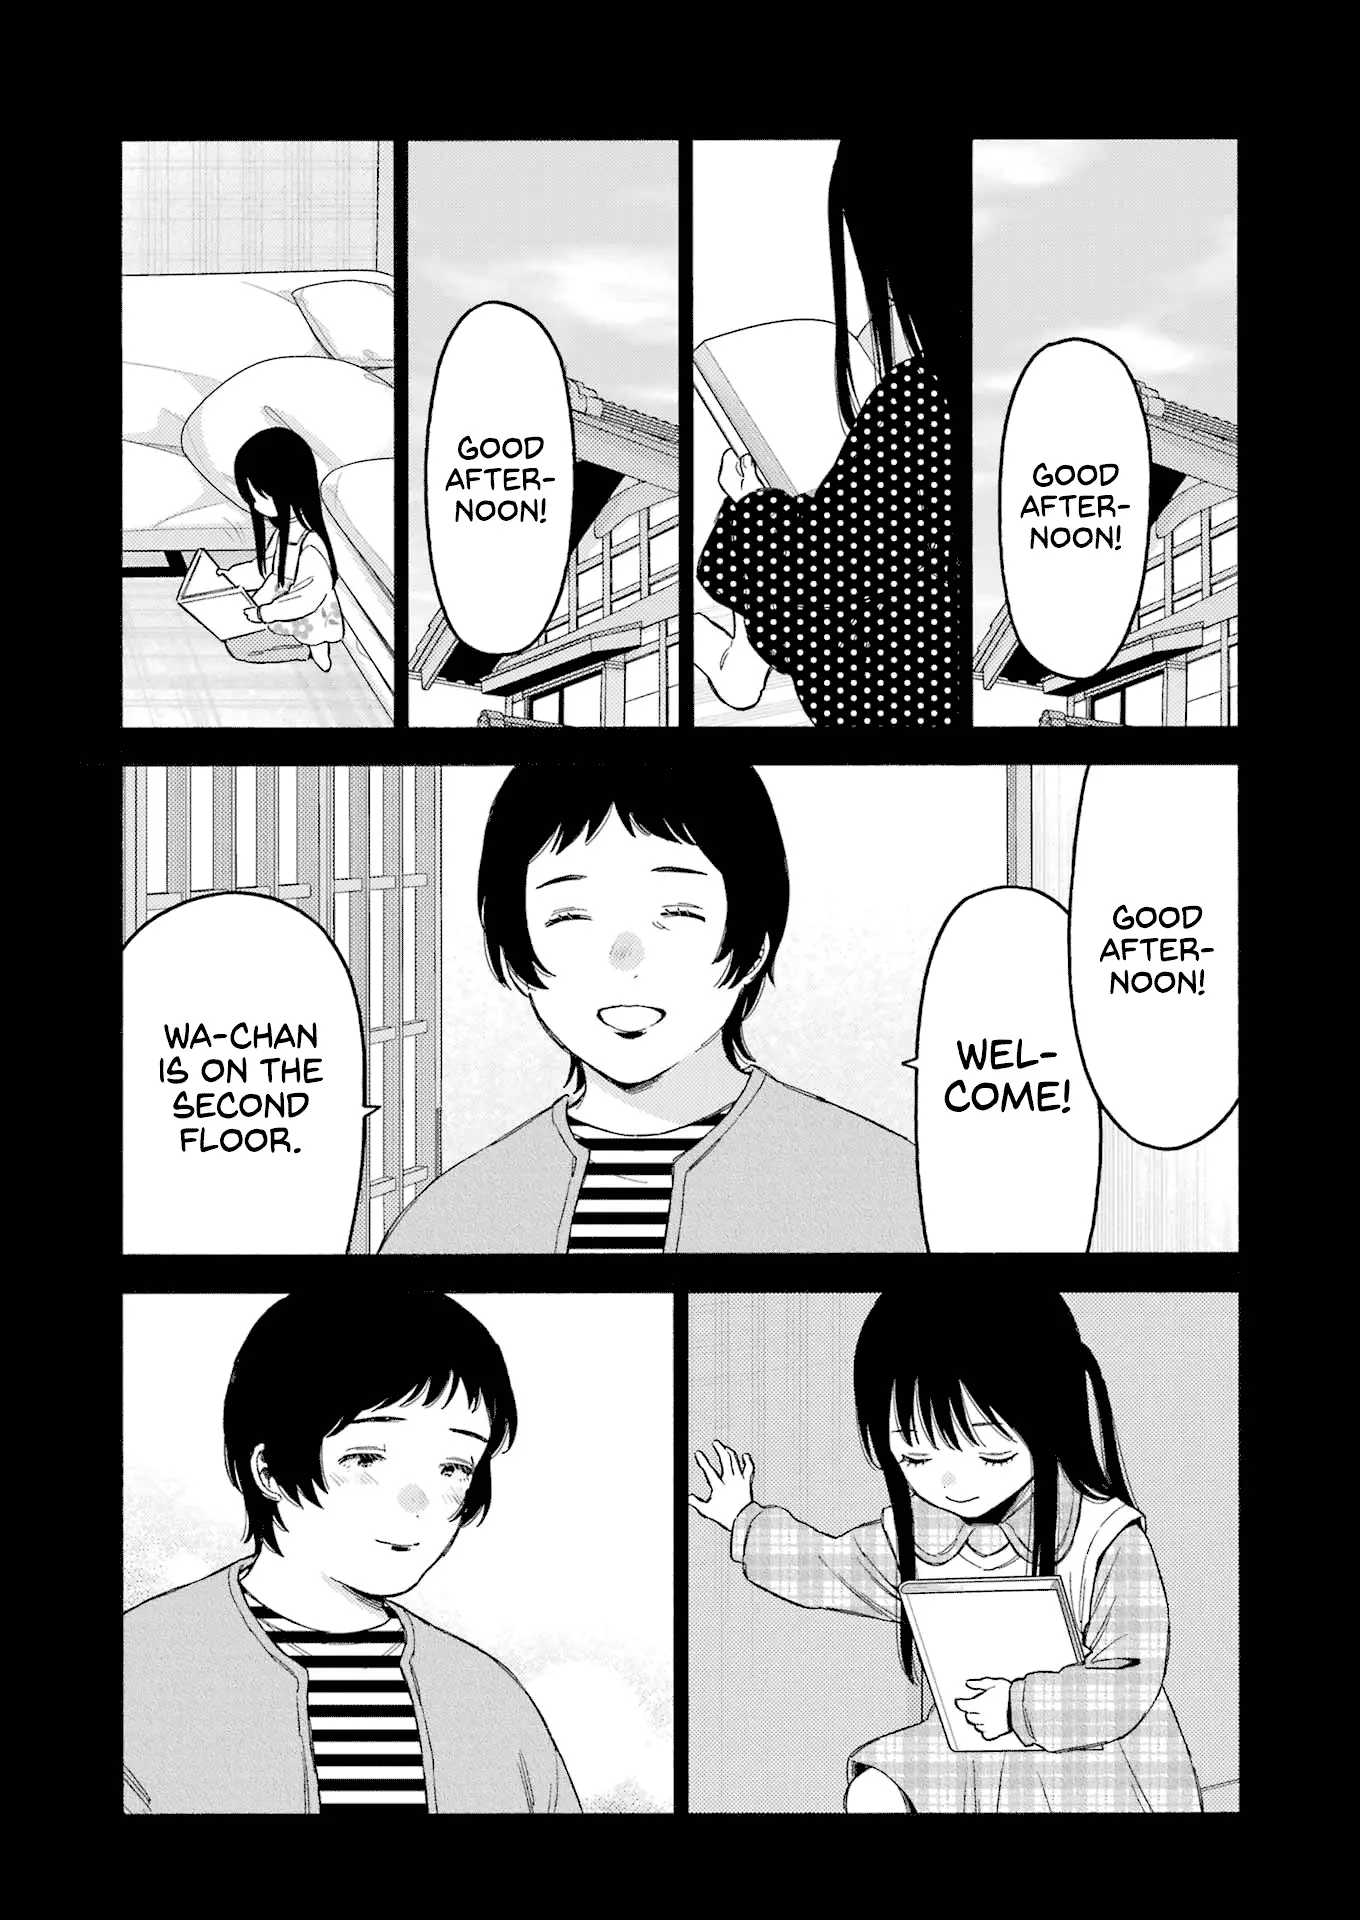 GOOD
AFTER-
NOON!
GOOD
AFTER-
NOON!
GOOD
AFTER-
NOON!
WEL-
COME!
WA-CHAN
IS ON THE
SECOND
FLOOR.